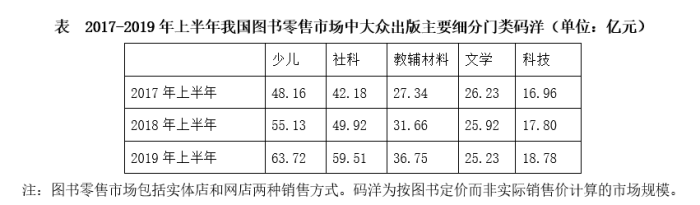 表 2017-2019 年上半年我国图书零售市场中大众出版主要细分门类码洋（单位：亿元）
少儿 社科 教辅材料 文学 科技
2017 年上半年 48.16 42.18 27.34 26.23 16.96
2018 年上半年 55.13 49.92 31.66 25.92 17.80
2019 年上半年 63.72 59.51 36.75 25.23 18.78
注：图书零售市场包括实体店和网店两种销售方式。码洋为按图书定价而非实际销售价计算的市场规模。